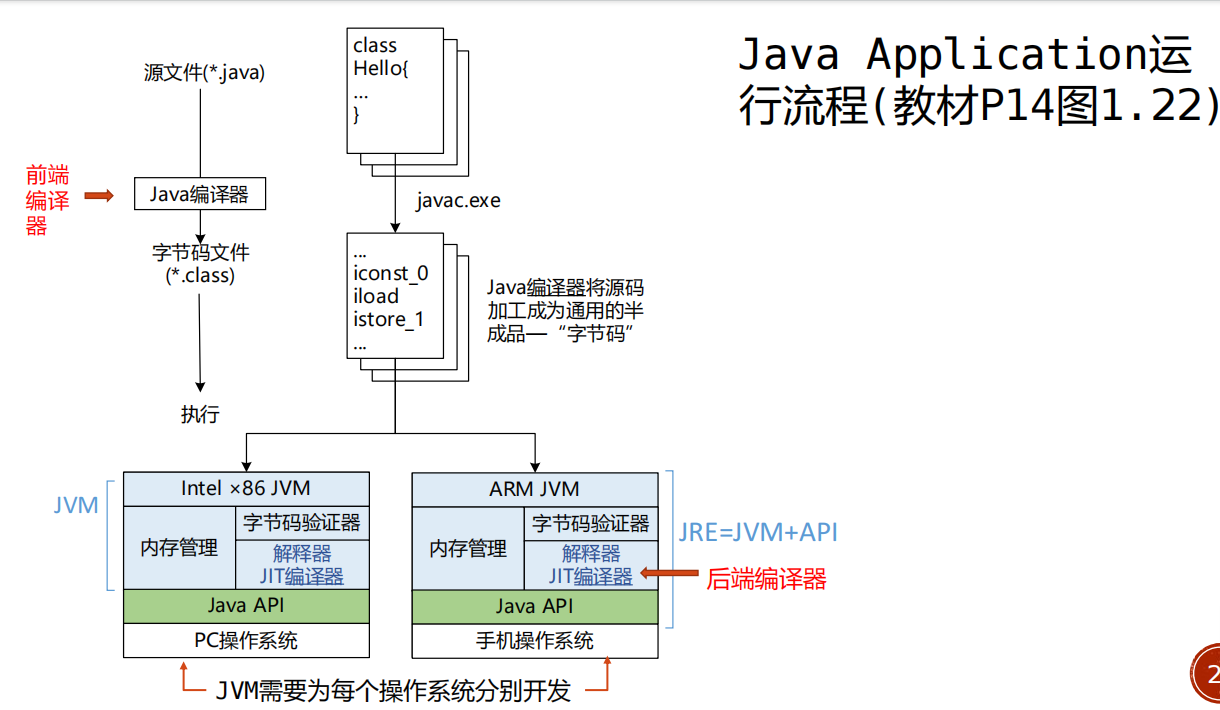 Java Application运
行流程(教材P14图1.22)
源文件(*.java)
前端
编译
器
Java编译器
字节码文件
(*.class)
执行
class
Hello{
...
}
javac.exe
...
iconst_0
iload
istore_1
...
Java编译器将源码
加工成为通用的半
成品—“字节码”
JVM
Intel ×86 JVM
内存管理
字节码验证器
解释器
JIT编译器
Java API
PC操作系统
ARM JVM
内存管理
字节码验证器
解释器
JIT编译器
Java API
手机操作系统
JRE=JVM+API
后端编译器
JVM需要为每个操作系统分别开发